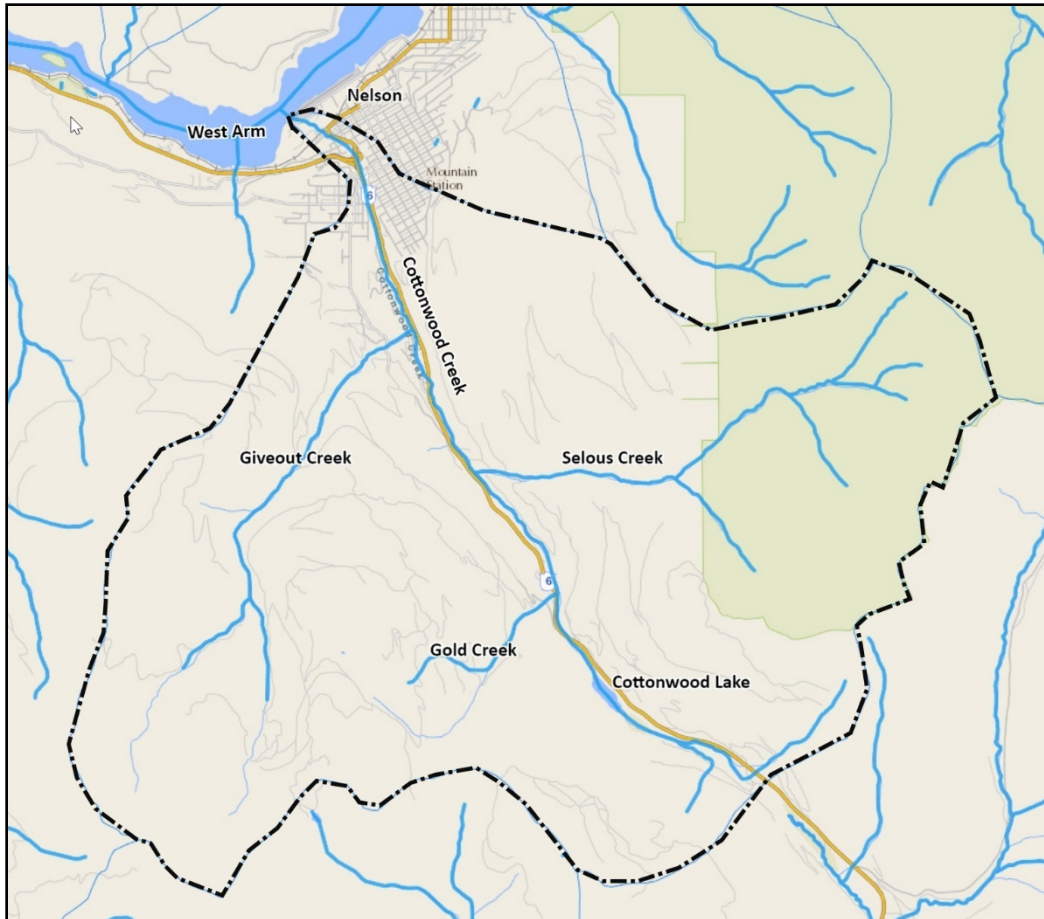 Nelson
West Arm
Mountain
Station
6
Cottonwood Creek
Cottonwood Creek
Giveout Creek
Selous Creek
6
Gold Creek
Cottonwood Lake